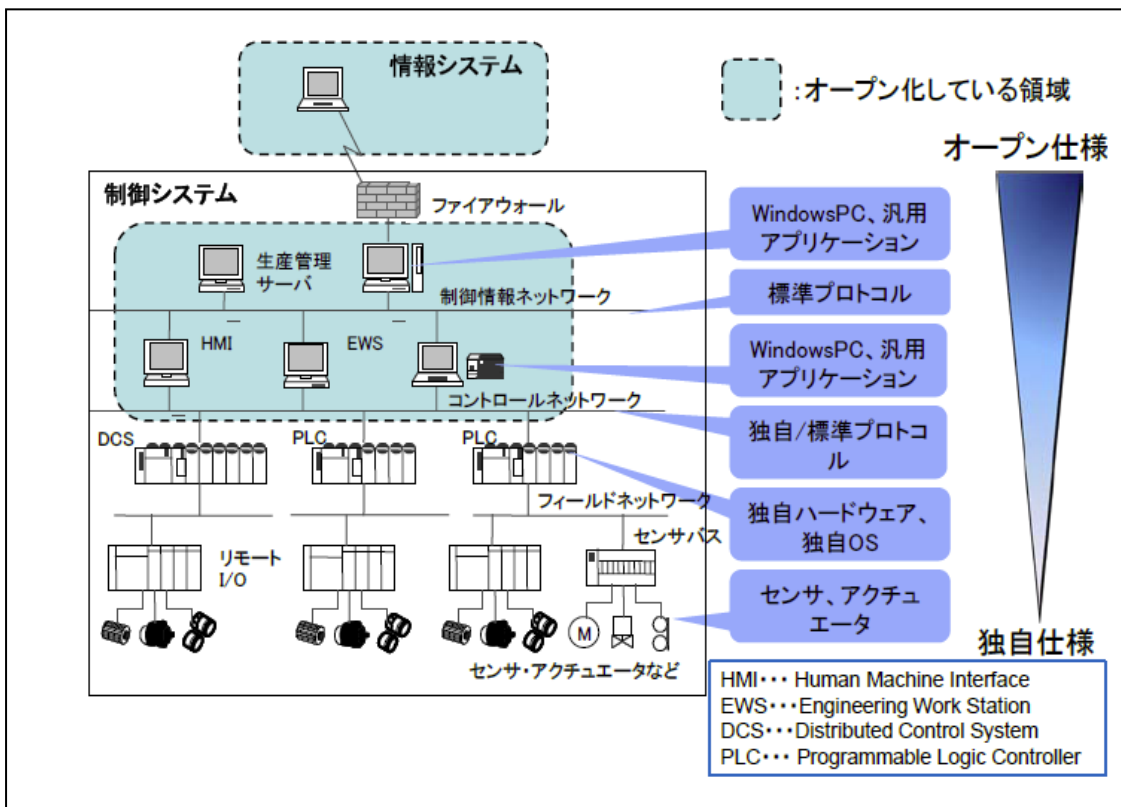 情報システム
:オープン化している領域
オープン仕様
制御システム
ファイアウォール
WindowsPC、汎用
アプリケーション
生産管理
サーバ
制御情報ネットワーク
標準プロトコル
HMI
EWS
WindowsPC、汎用
アプリケーション
コントロールネットワーク
独自/標準プロトコ
ル
DCS
PLC
PLC
フィールドネットワーク
独自ハードウェア、
独自OS
センサバス
リモート
I/O
センサ、アクチュ
エータ
M
センサ・アクチュエータなど
独自仕様
HMI・・・ Human Machine Interface
EWS・・・Engineering Work Station
DCS・・・Distributed Control System
PLC・・・ Programmable Logic Controller